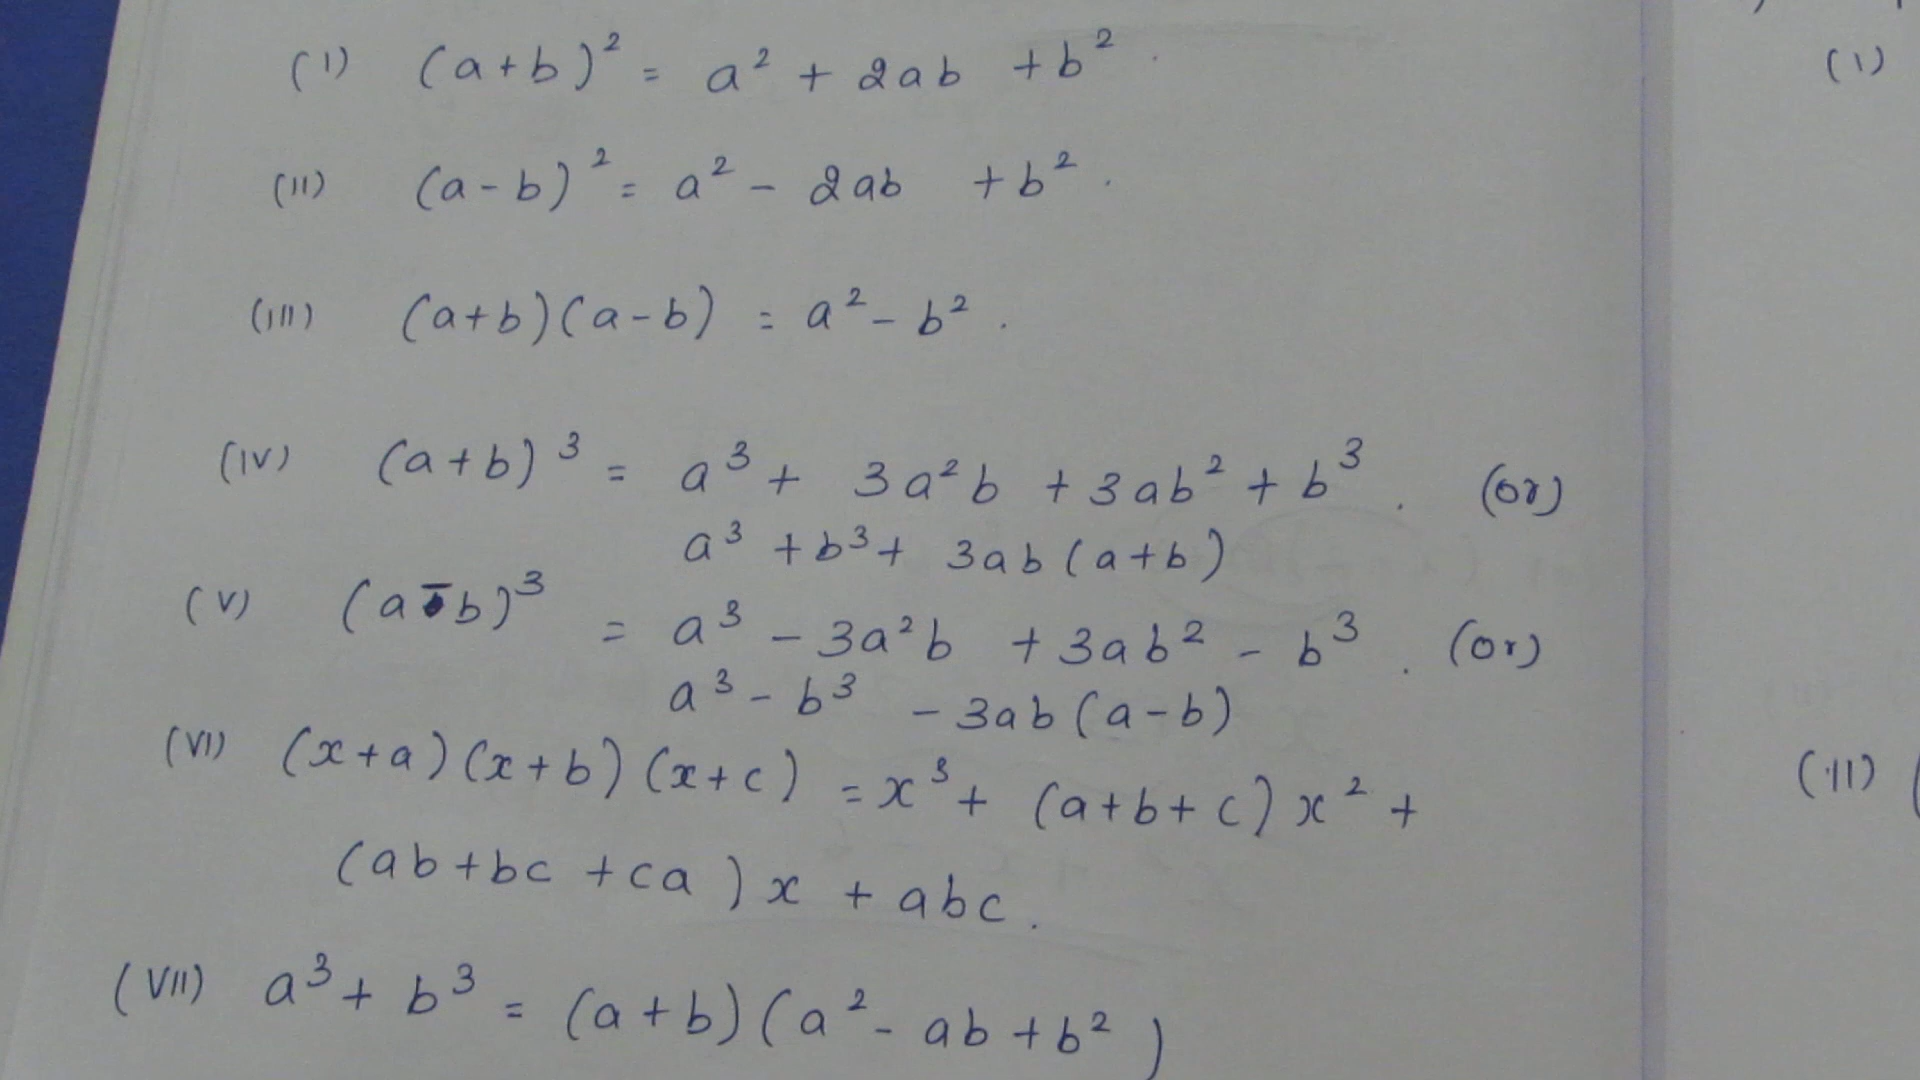 (i) (a+b)² = a² + 2ab + b².
(ii) (a-b)² = a² - 2ab + b².
(iii) (a+b)(a-b) = a² - b².
(iv) (a+b)³ = a³ + 3a²b + 3ab² + b³. (or)
a³ + b³ + 3ab(a+b)
(v) (a-b)³ = a³ - 3a²b + 3ab² - b³. (or)
a³ - b³ - 3ab(a-b)
(vi) (x+a)(x+b)(x+c) = x³ + (a+b+c)x² +
(ab+bc+ca)x + abc.
(vii) a³ + b³ = (a+b)(a² - ab + b²)
(i)
(ii) (